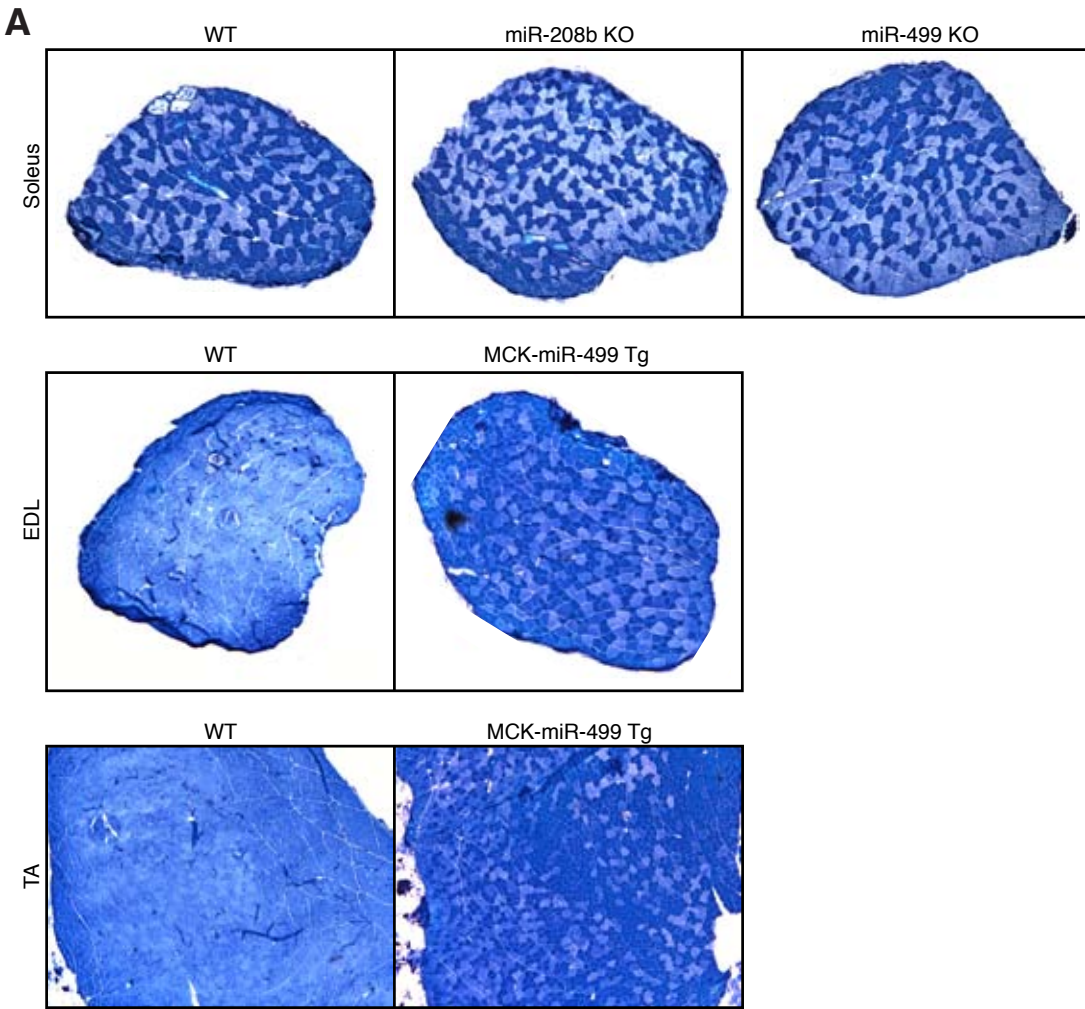 A
WT miR-208b KO miR-499 KO
Soleus
WT MCK-miR-499 Tg
EDL
WT MCK-miR-499 Tg
TA